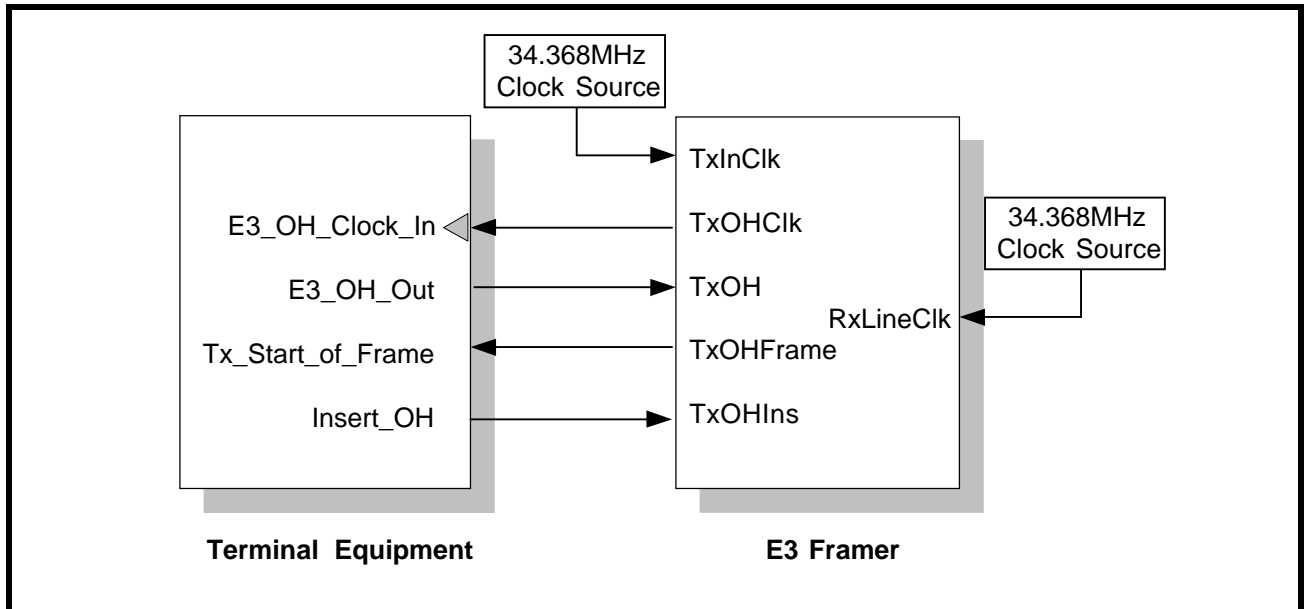 34.368MHz
Clock Source
TxInClk
E3_OH_Clock_In
TxOHClk
34.368MHz
Clock Source
E3_OH_Out
TxOH
RxLineClk
Tx_Start_of_Frame
TxOHFrame
Insert_OH
TxOHIns
Terminal Equipment
E3 Framer